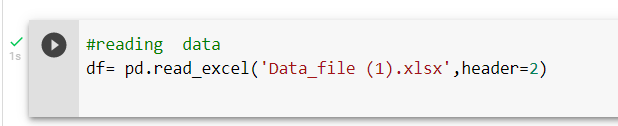 #reading  data
1s
df= pd.read_excel('Data_file (1).xlsx',header=2)